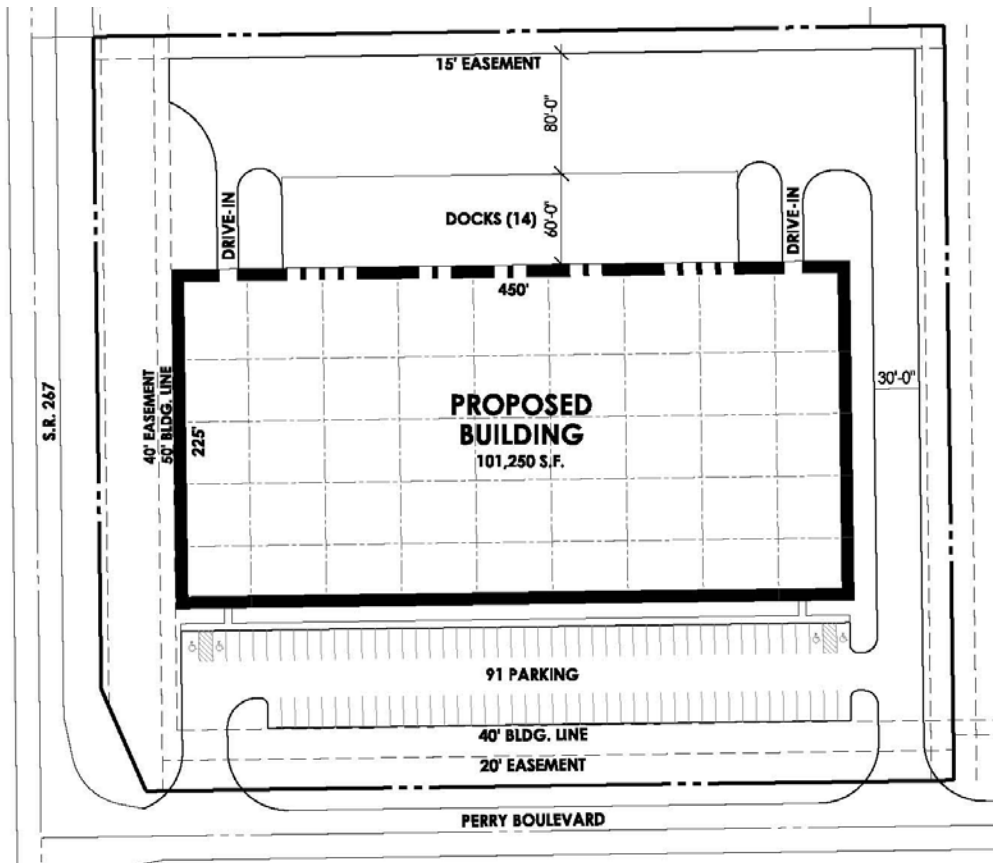 15' EASEMENT
80'-0"
DRIVE-IN
DOCKS (14)
60'-0"
DRIVE-IN
450'
S.R. 267
40' EASEMENT
50' BLDG. LINE
225'
PROPOSED
BUILDING
101,250 S.F.
30'-0"
91 PARKING
40' BLDG. LINE
20' EASEMENT
PERRY BOULEVARD